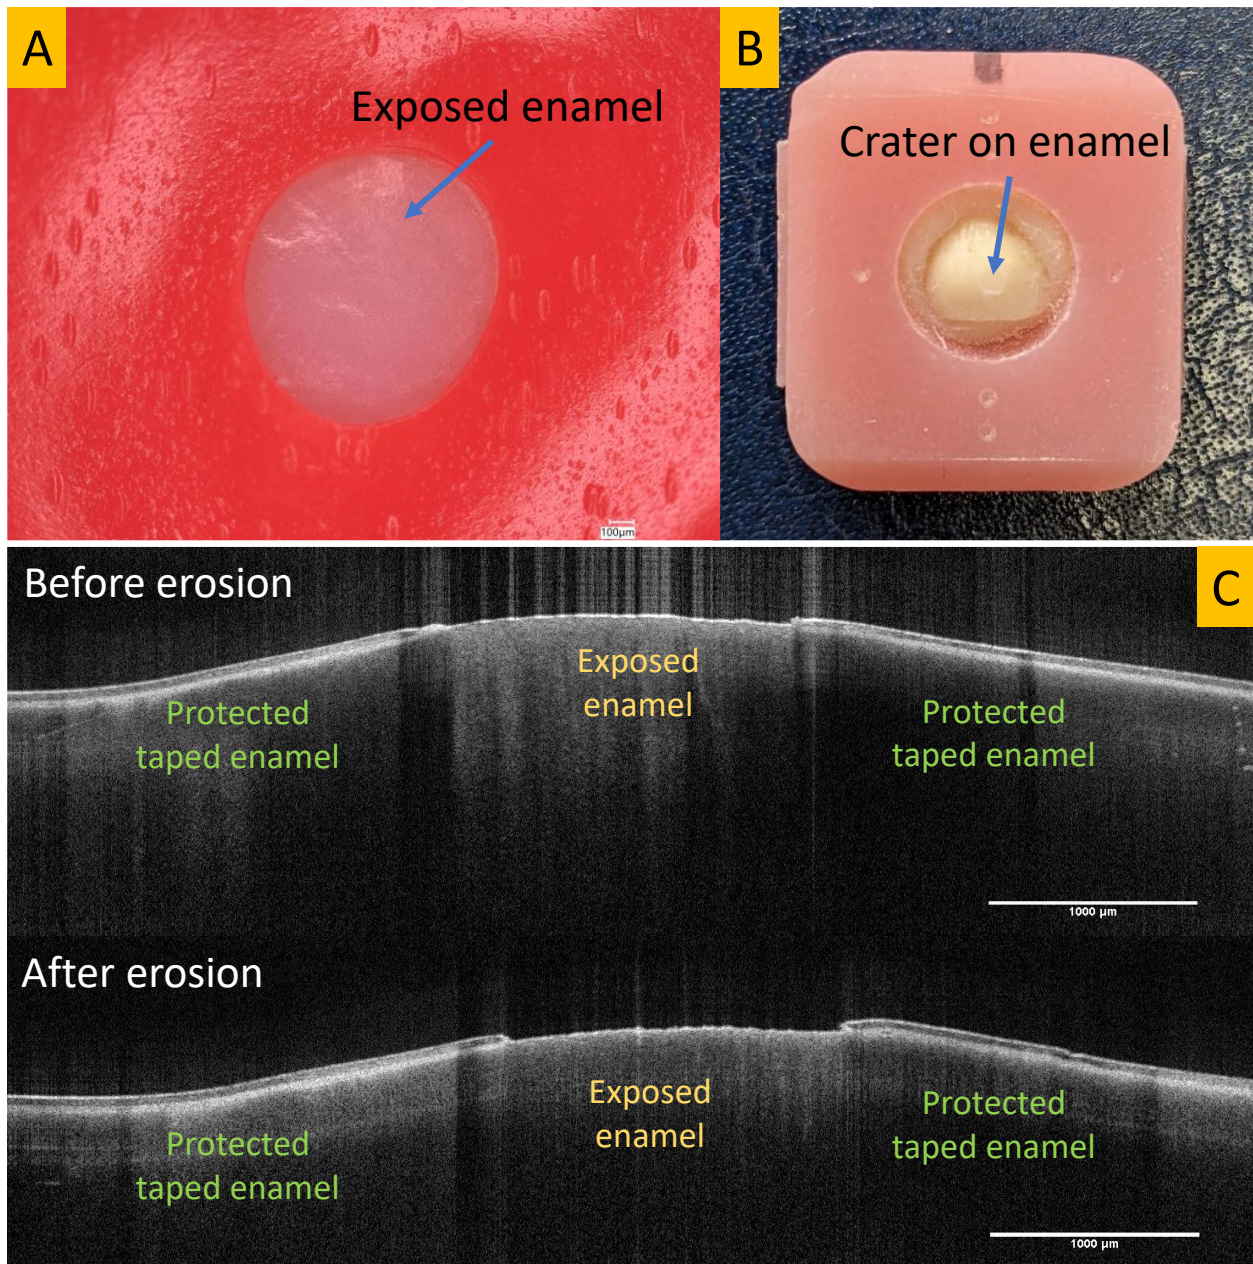 A
Exposed enamel
100µm
B
Crater on enamel
Before erosion
C
Exposed
enamel
Protected
taped enamel
Protected
taped enamel
1000 µm
After erosion
Exposed
enamel
Protected
taped enamel
Protected
taped enamel
1000 µm